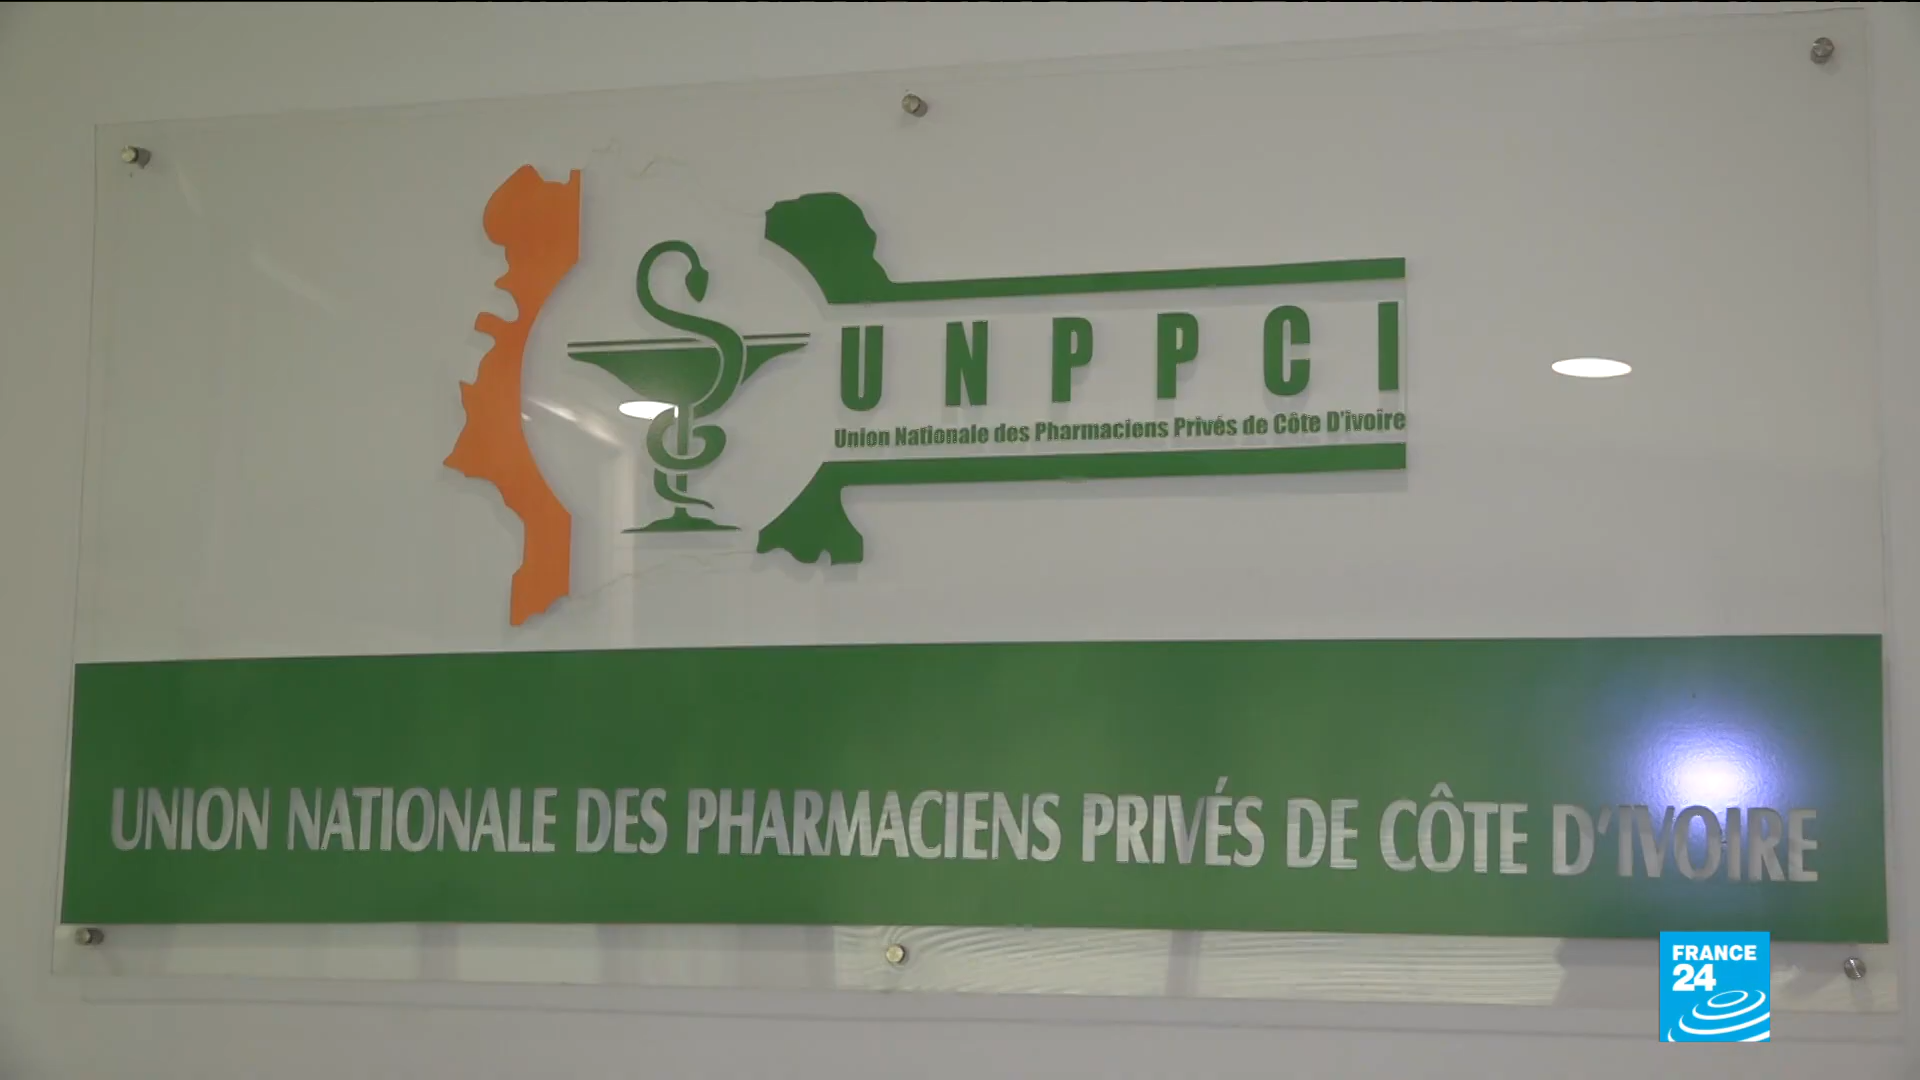 UNPPCI
Union Nationale des Pharmaciens Privés de Côte D'ivoire
UNION NATIONALE DES PHARMACIENS PRIVÉS DE CÔTE D'IVOIRE
FRANCE
24